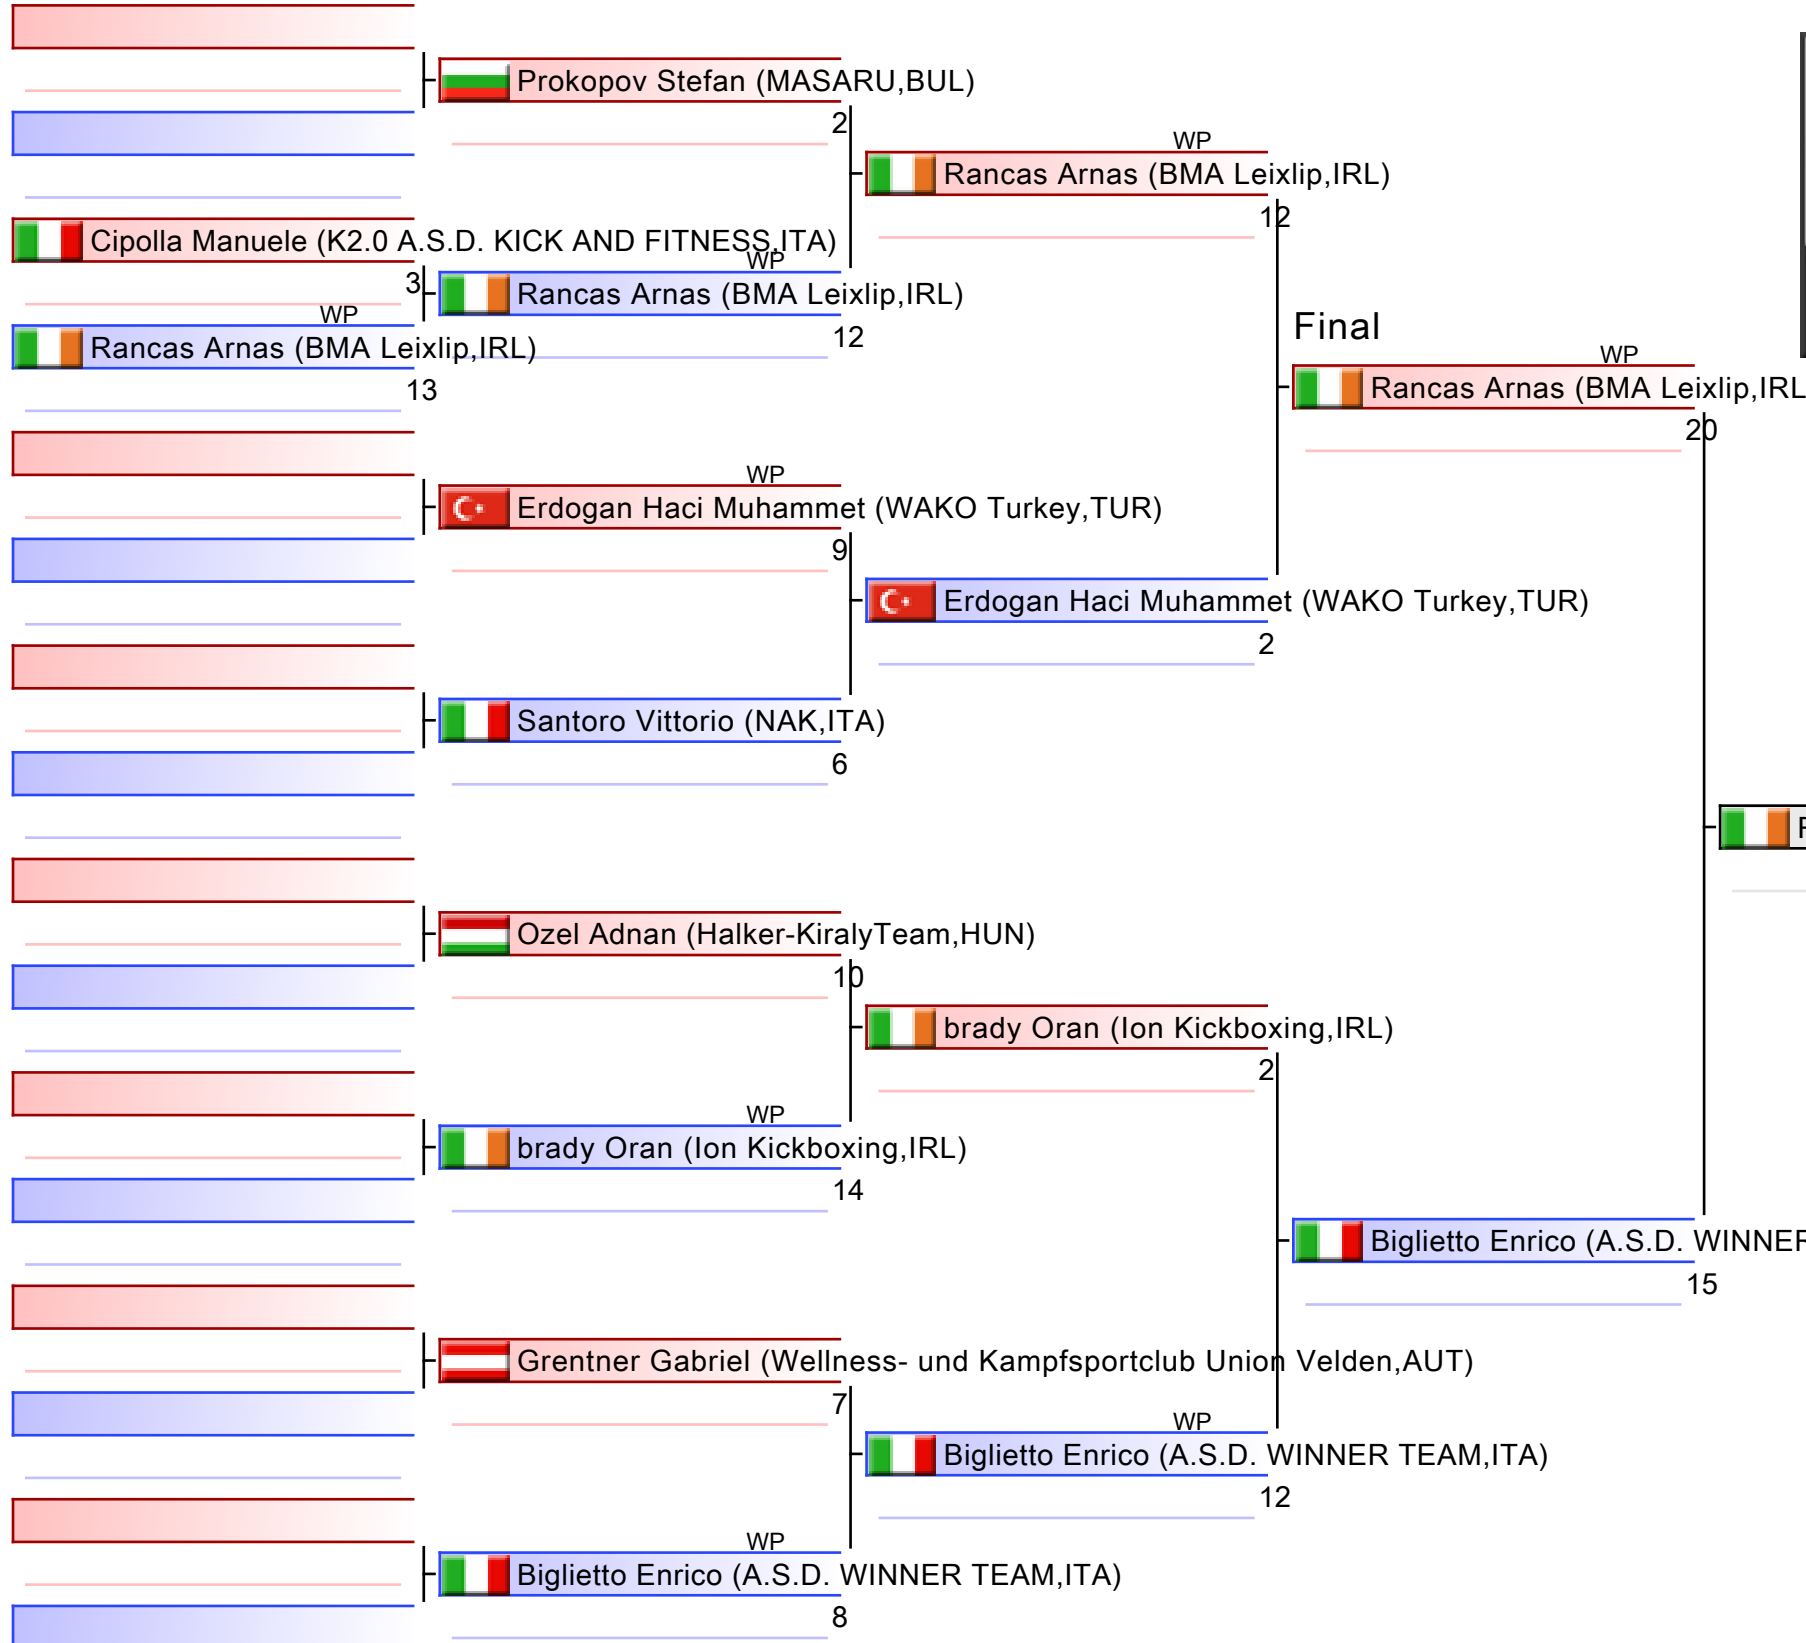 Prokopov Stefan (MASARU,BUL)
2
WP
Rancas Arnas (BMA Leixlip,IRL)
12
Cipolla Manuele (K2.0 A.S.D. KICK AND FITNESS,ITA)
3
WP
Rancas Arnas (BMA Leixlip,IRL)
12
WP
Rancas Arnas (BMA Leixlip,IRL)
13
Final
WP
Rancas Arnas (BMA Leixlip,IRL
20
WP
Erdogan Haci Muhammet (WAKO Turkey,TUR)
9
Erdogan Haci Muhammet (WAKO Turkey,TUR)
2
Santoro Vittorio (NAK,ITA)
6
Ozel Adnan (Halker-KiralyTeam,HUN)
10
brady Oran (Ion Kickboxing,IRL)
2
WP
brady Oran (Ion Kickboxing,IRL)
14
Biglietto Enrico (A.S.D. WINNER
15
Grentner Gabriel (Wellness- und Kampfsportclub Union Velden,AUT)
7
WP
Biglietto Enrico (A.S.D. WINNER TEAM,ITA)
12
WP
Biglietto Enrico (A.S.D. WINNER TEAM,ITA)
8